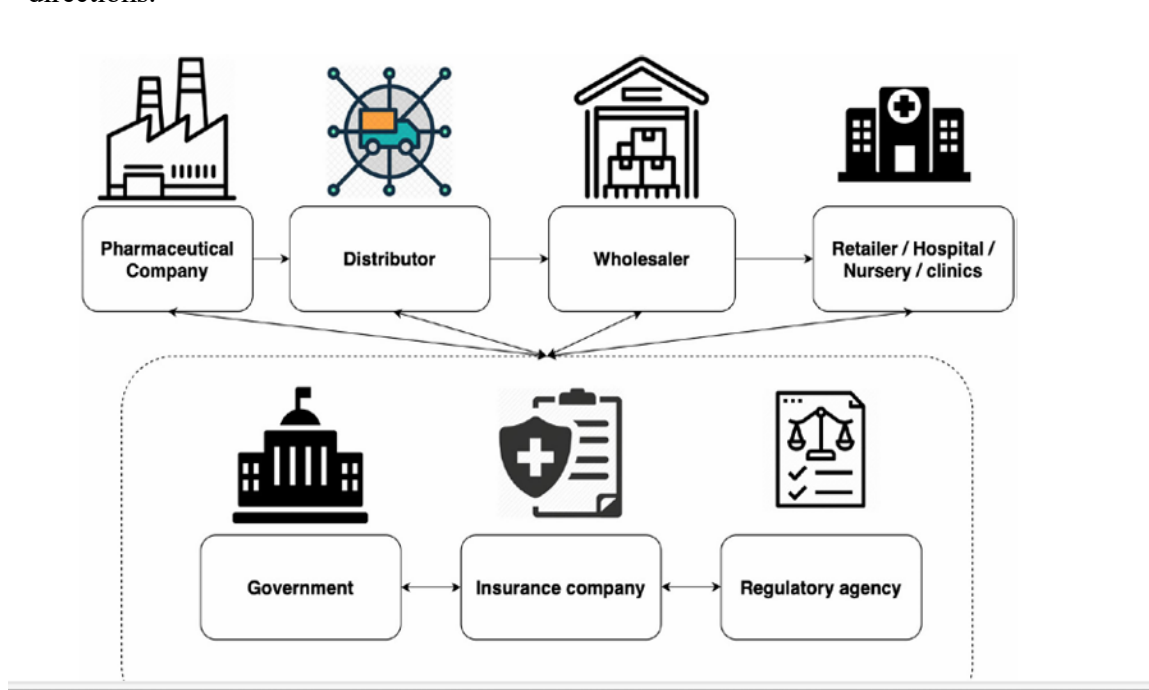 directions.
Pharmaceutical
Company
Distributor
Wholesaler
Retailer / Hospital /
Nursery / clinics
Government
Insurance company
Regulatory agency